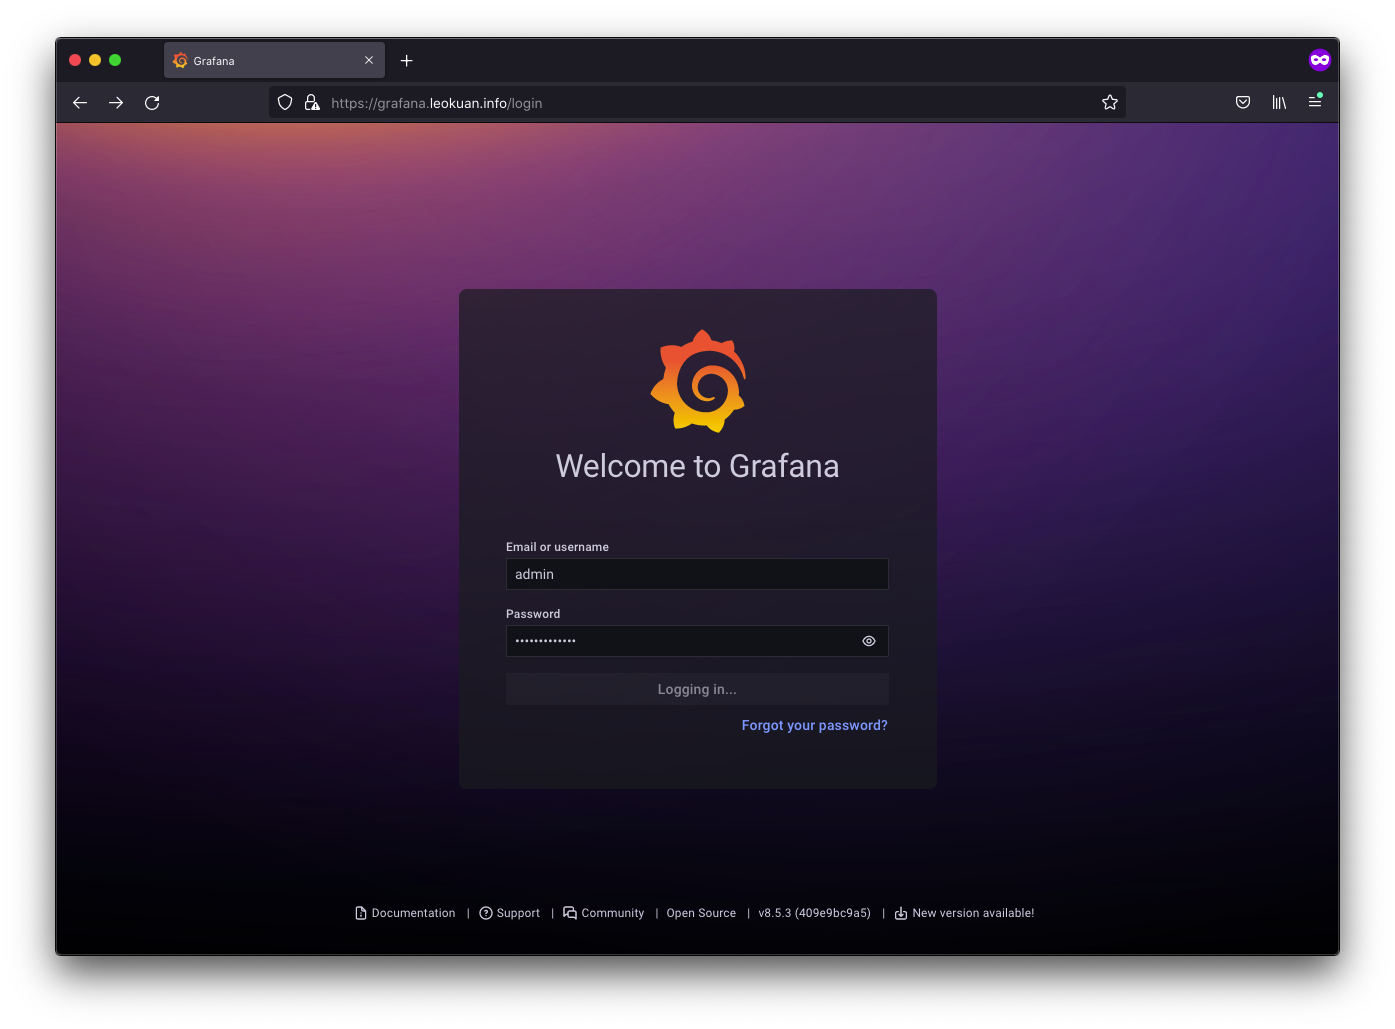 Grafana
https://grafana.leokuan.info/login
Welcome to Grafana
Email or username
admin
Password
•••••••••••••
Logging in...
Forgot your password?
Documentation | Support | Community | Open Source | v8.5.3 (409e9bc9a5) | New version available!